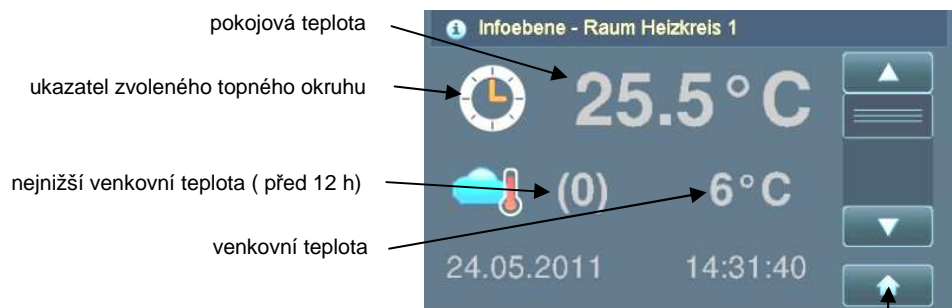 pokojová teplota
Infoebene - Raum Heizkreis 1
ukazatel zvoleného topného okruhu
25.5°C
nejnižší venkovní teplota ( před 12 h)
(0) 6°C
venkovní teplota
24.05.2011 14:31:40